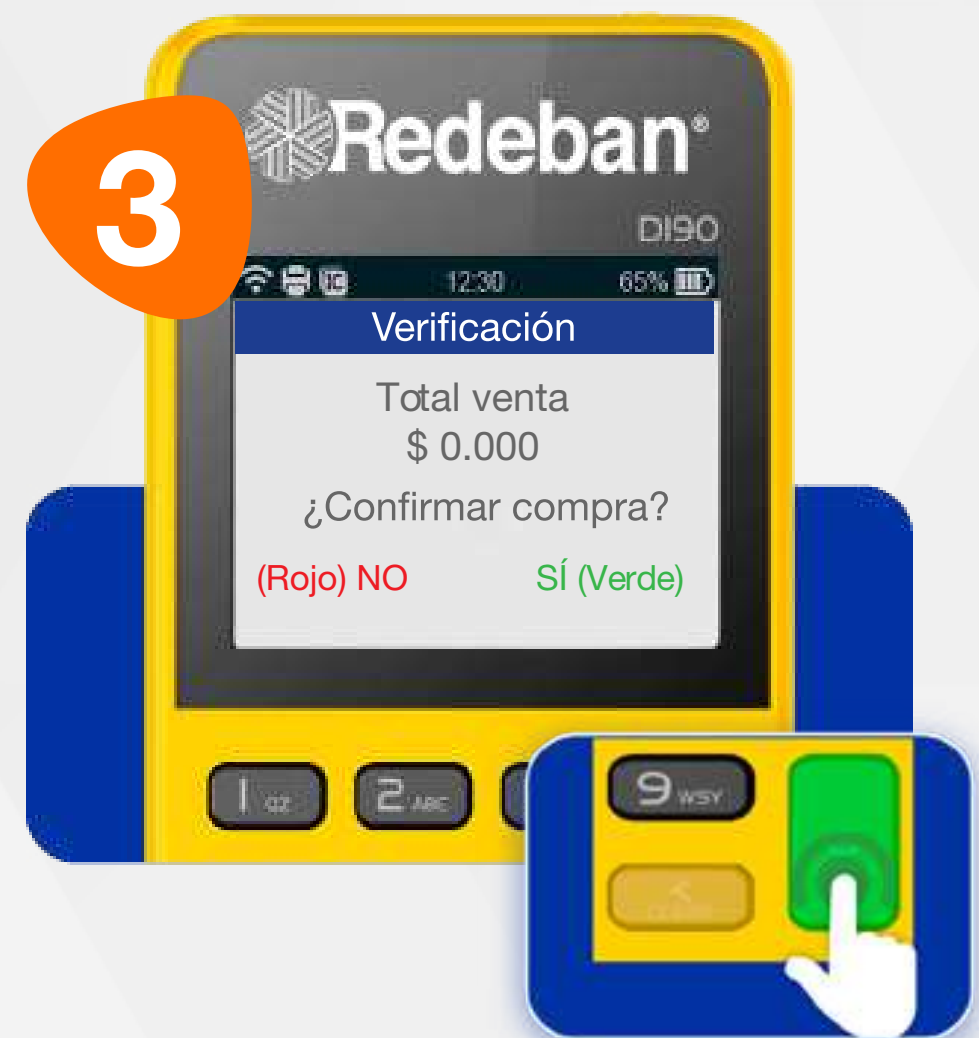 3
Redeban®
DI90
12:30 65%
Verificación
Total venta
$ 0.000
¿Confirmar compra?
(Rojo) NO SÍ (Verde)
1 QZ 2 ABC
9 WSY